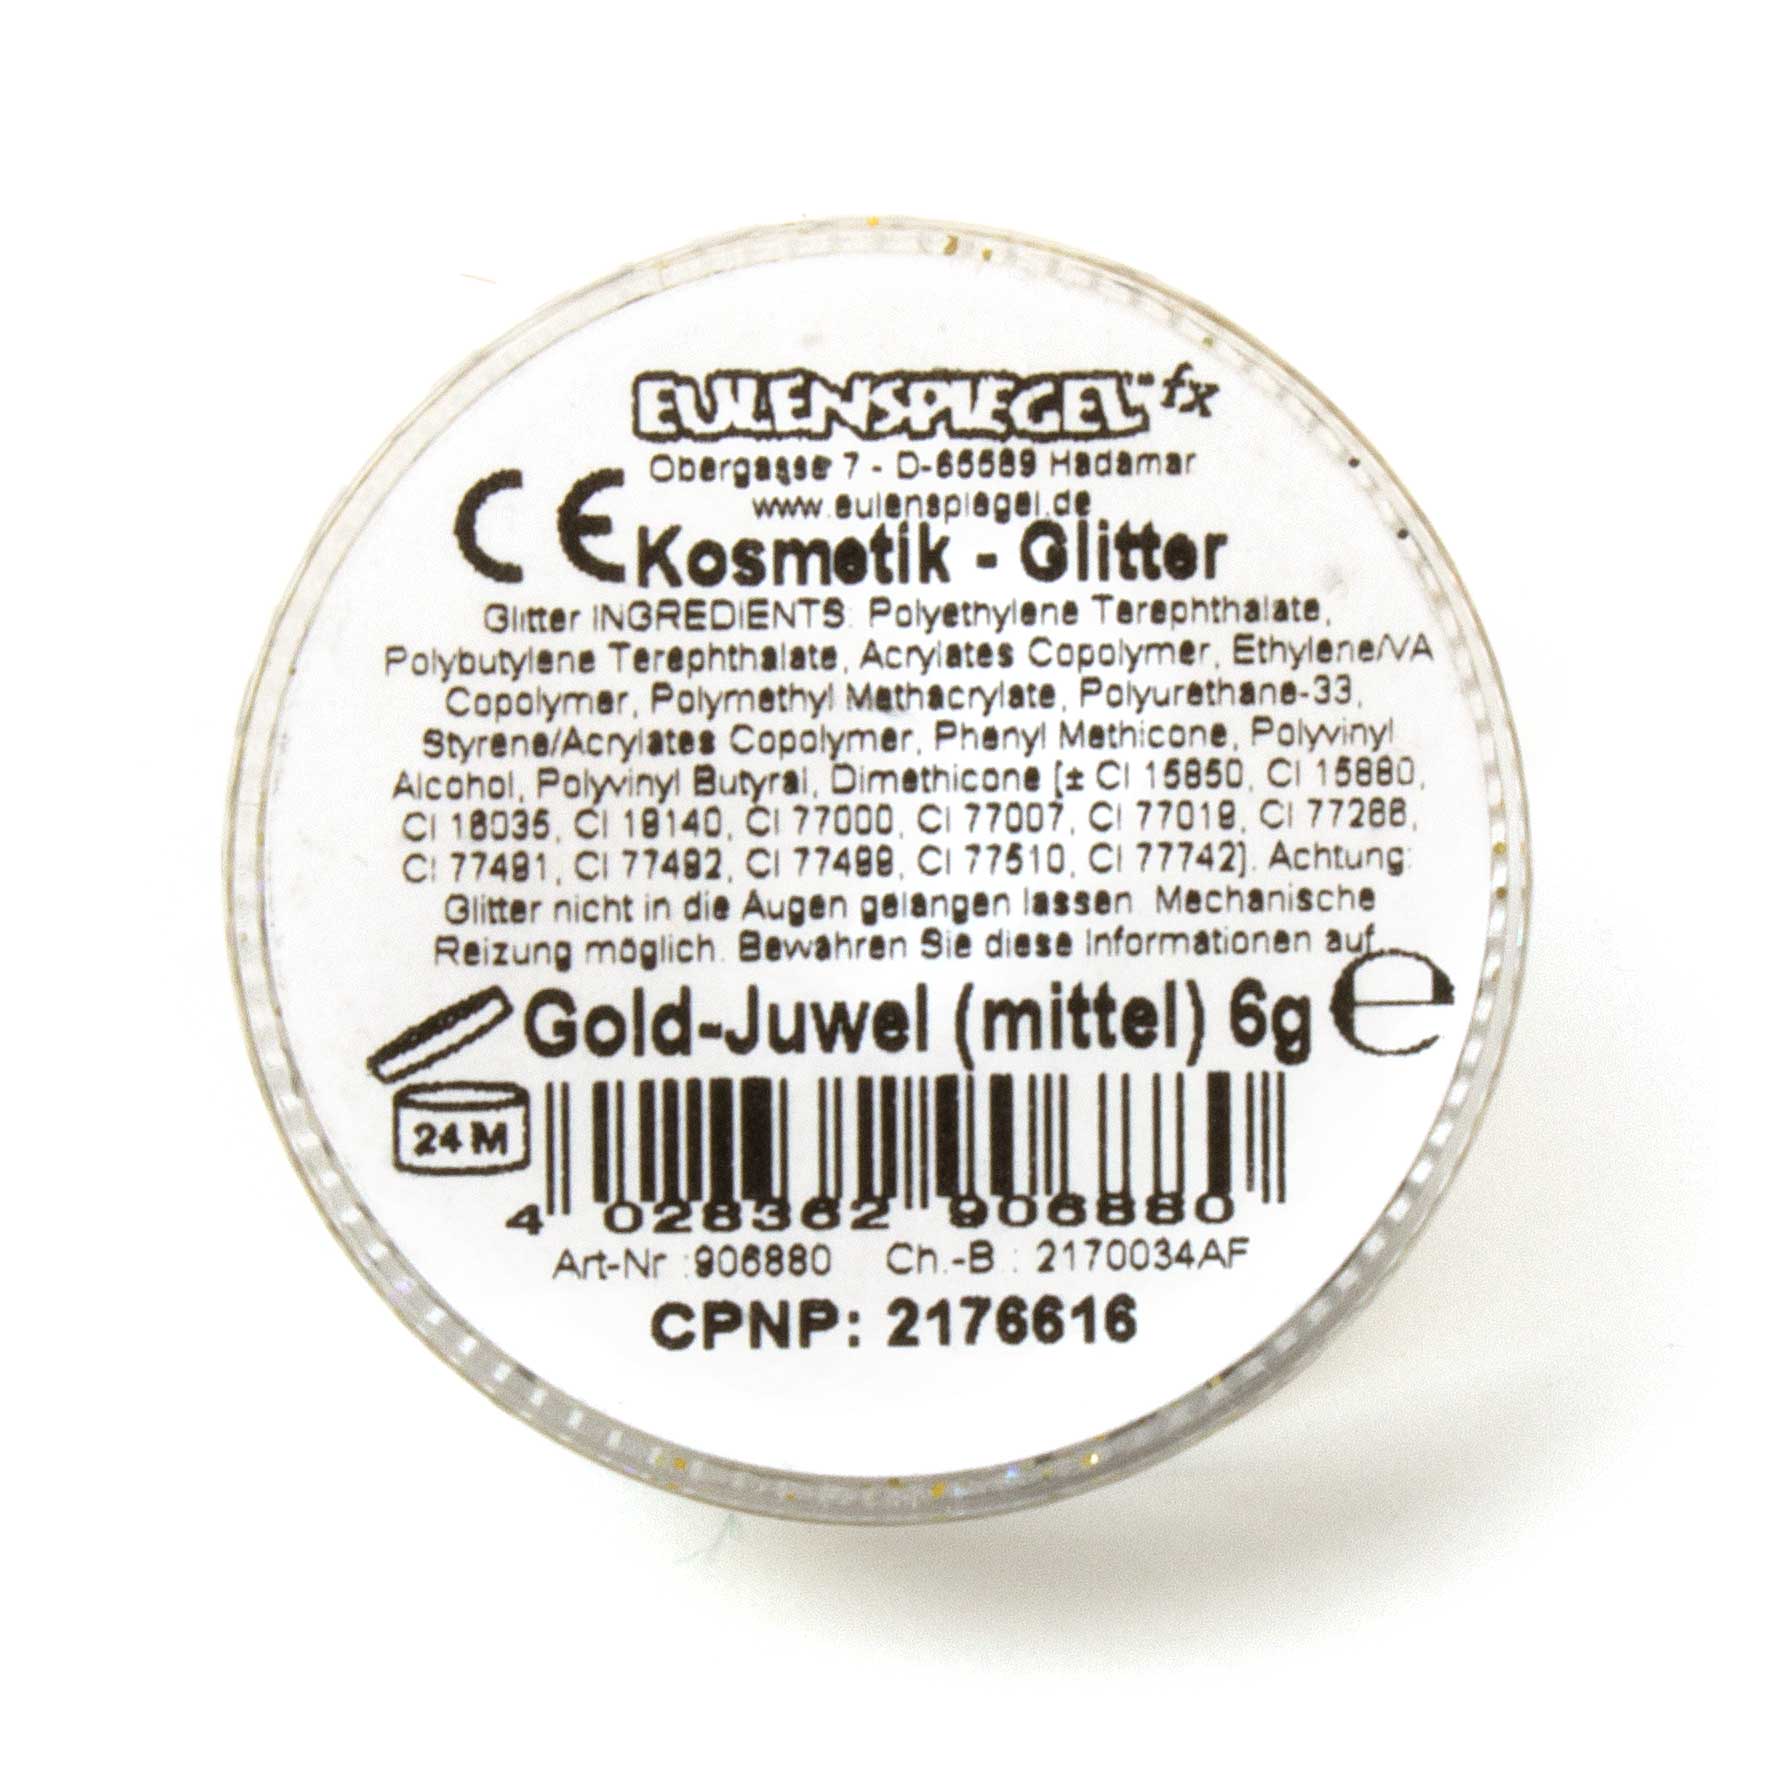 EULENSPIEGEL™ fx
Obergasse 7 - D-65589 Hadamar
www.eulenspiegel.de
CE Kosmetik - Glitter
Glitter INGREDIENTS: Polyethylene Terephthalate,
Polybutylene Terephthalate, Acrylates Copolymer, Ethylene/VA
Copolymer, Polymethyl Methacrylate, Polyurethane-33,
Styrene/Acrylates Copolymer, Phenyl Methicone, Polyvinyl
Alcohol, Polyvinyl Butyral, Dimethicone [± CI 15850, CI 15880,
CI 16035, CI 19140, CI 77000, CI 77007, CI 77019, CI 77288,
CI 77491, CI 77492, CI 77499, CI 77510, CI 77742]. Achtung:
Glitter nicht in die Augen gelangen lassen. Mechanische
Reizung möglich. Bewahren Sie diese Informationen auf.
Gold-Juwel (mittel) 6g e
24 M
4 028362 906880
Art-Nr.:906880 Ch.-B.: 2170034AF
CPNP: 2176616